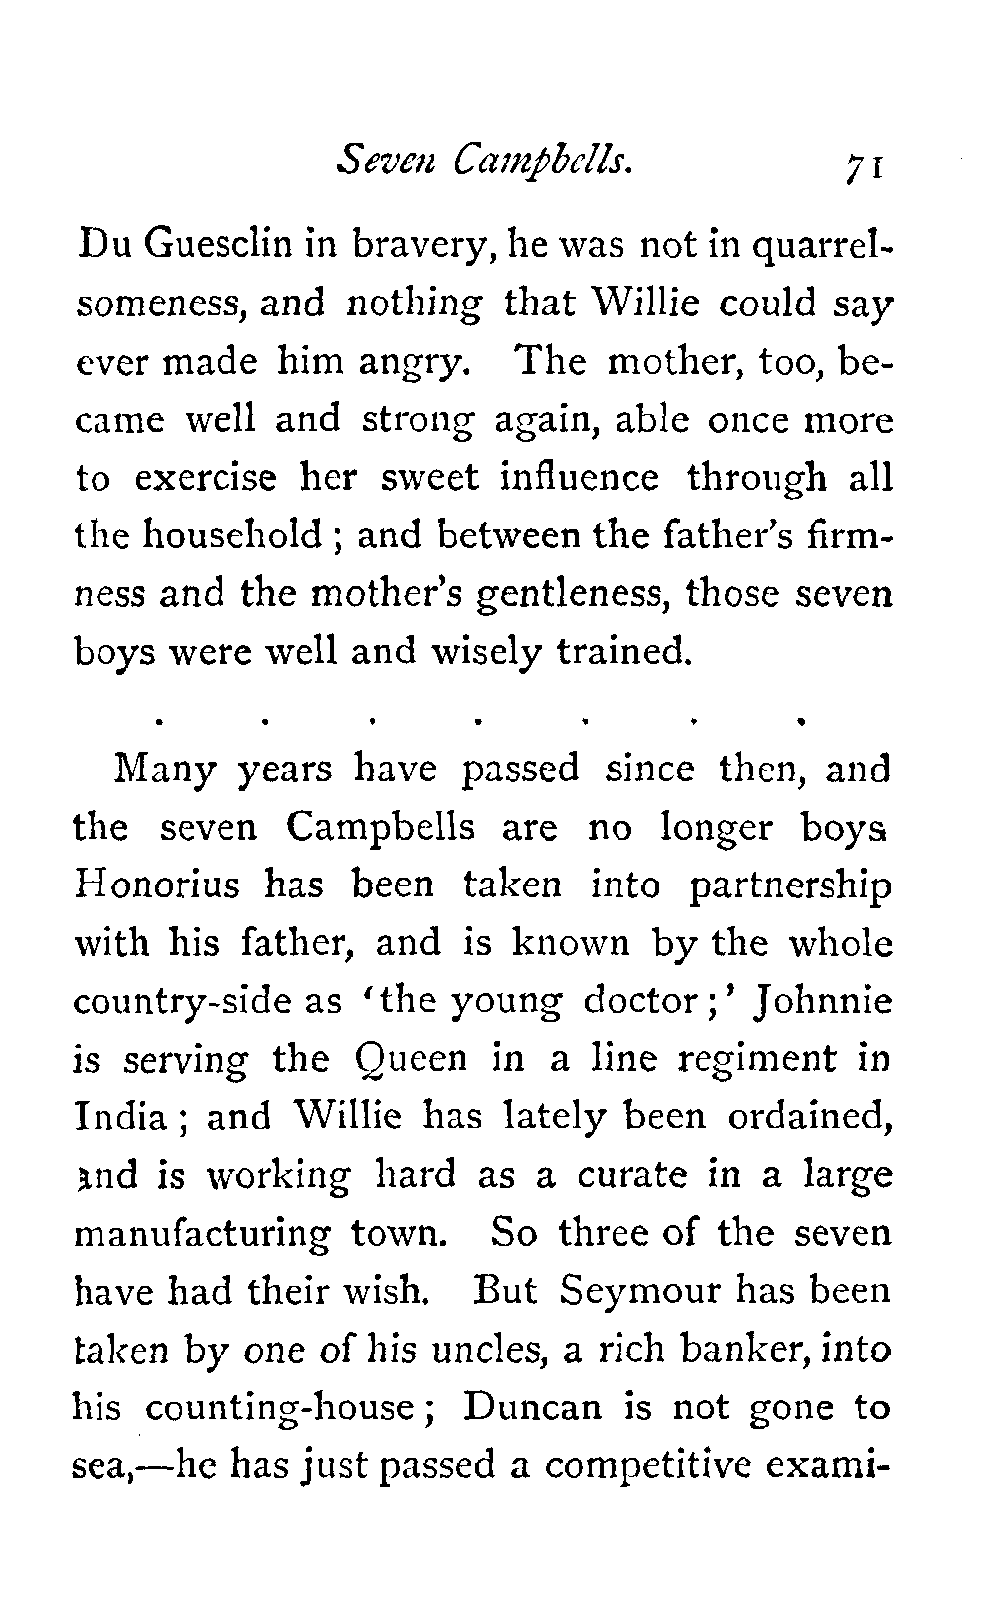 Seven Campbells. 71
Du Guesclin in bravery, he was not in quarrel-
someness, and nothing that Willie could say
ever made him angry. The mother, too, be-
came well and strong again, able once more
to exercise her sweet influence through all
the household ; and between the father's firm-
ness and the mother's gentleness, those seven
boys were well and wisely trained.
. . . . . . .
Many years have passed since then, and
the seven Campbells are no longer boys
Honorius has been taken into partnership
with his father, and is known by the whole
country-side as 'the young doctor ;' Johnnie
is serving the Queen in a line regiment in
India ; and Willie has lately been ordained,
and is working hard as a curate in a large
manufacturing town. So three of the seven
have had their wish. But Seymour has been
taken by one of his uncles, a rich banker, into
his counting-house ; Duncan is not gone to
sea,—he has just passed a competitive exami-